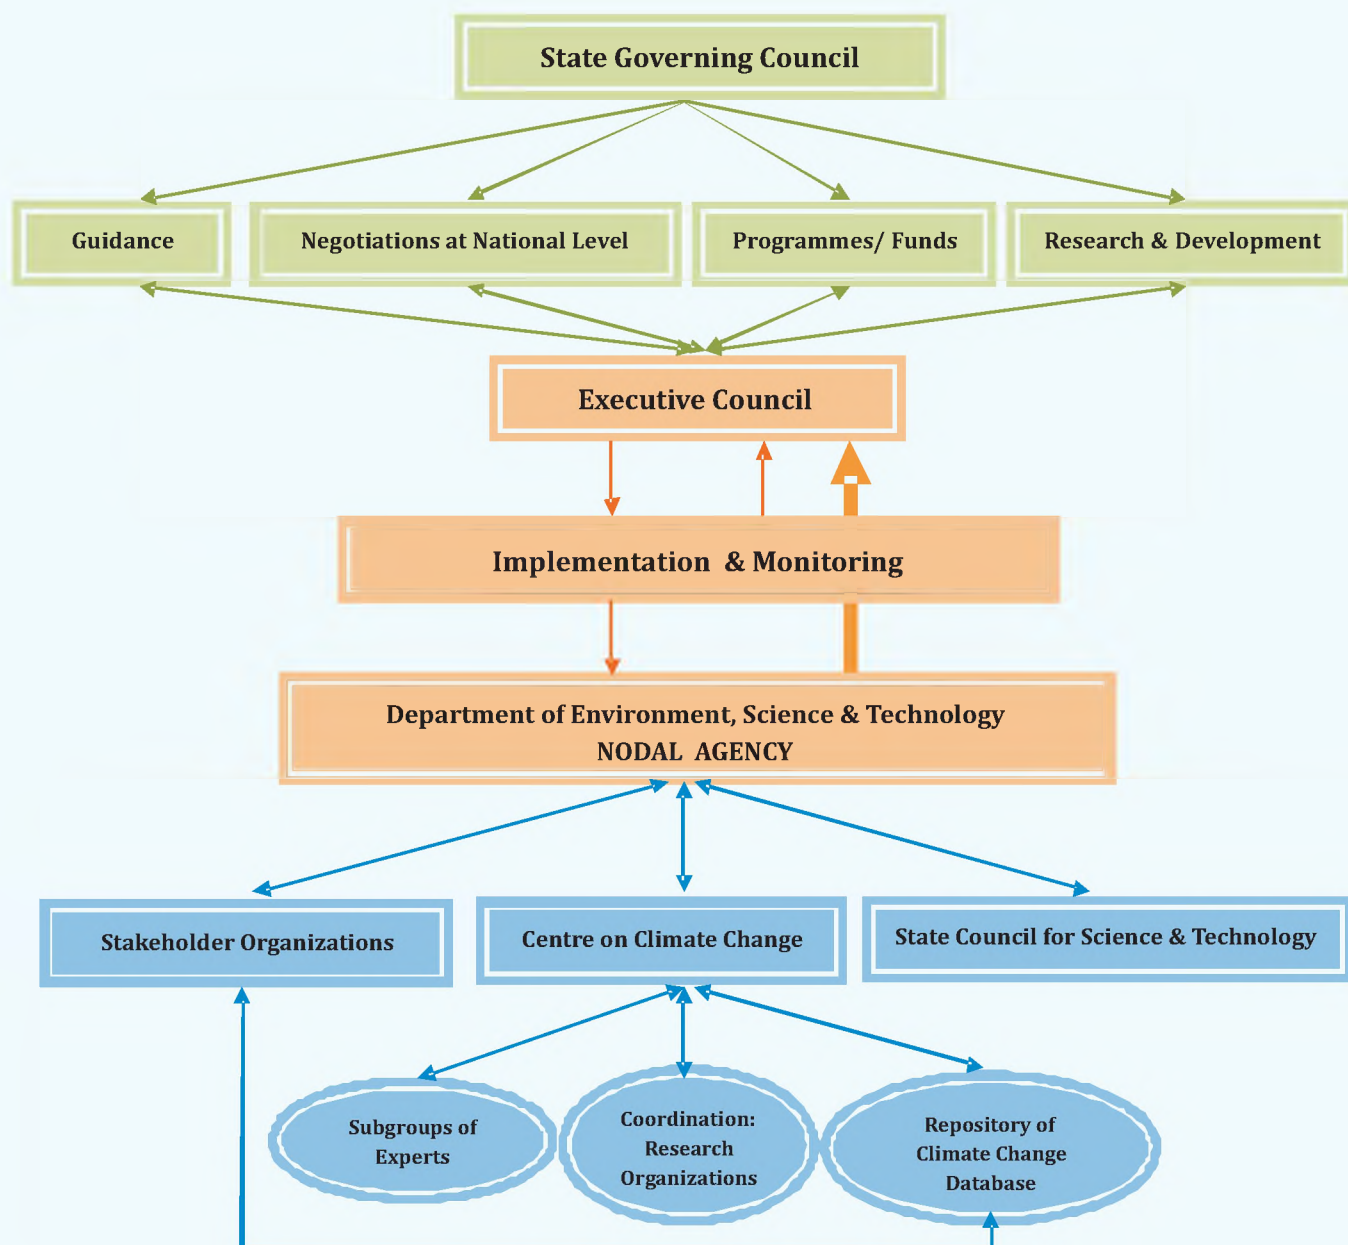 State Governing Council
Guidance
Negotiations at National Level
Programmes/ Funds
Research & Development
Executive Council
Implementation & Monitoring
Department of Environment, Science & Technology
NODAL AGENCY
Stakeholder Organizations
Centre on Climate Change
State Council for Science & Technology
Subgroups of
Experts
Coordination:
Research
Organizations
Repository of
Climate Change
Database